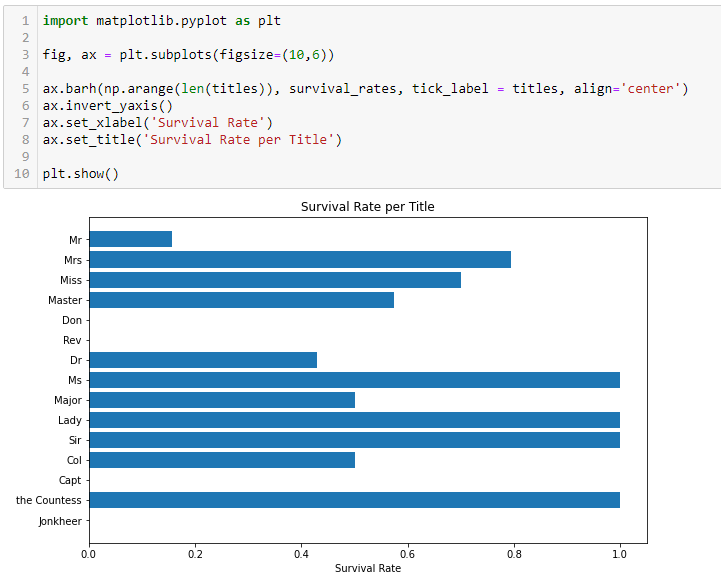 1 import matplotlib.pyplot as plt
2
3 fig, ax = plt.subplots(figsize=(10,6))
4
5 ax.barh(np.arange(len(titles)), survival_rates, tick_label = titles, align='center')
6 ax.invert_yaxis()
7 ax.set_xlabel('Survival Rate')
8 ax.set_title('Survival Rate per Title')
9
10 plt.show()
Survival Rate per Title
Mr
Mrs
Miss
Master
Don
Rev
Dr
Ms
Major
Lady
Sir
Col
Capt
the Countess
Jonkheer
0.0 0.2 0.4 0.6 0.8 1.0
Survival Rate